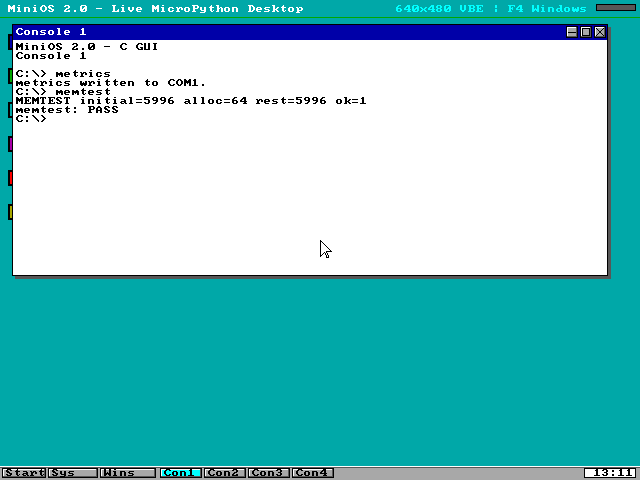 MiniOS 2.0 - Live MicroPython Desktop 640x480 VBE | F4 Windows
Console 1
MiniOS 2.0 - C GUI
Console 1
C:\> metrics
metrics written to COM1.
C:\> memtest
MEMTEST initial=5996 alloc=64 rest=5996 ok=1
memtest: PASS
C:\>
Start Sys Wins Con1 Con2 Con3 Con4 13:11